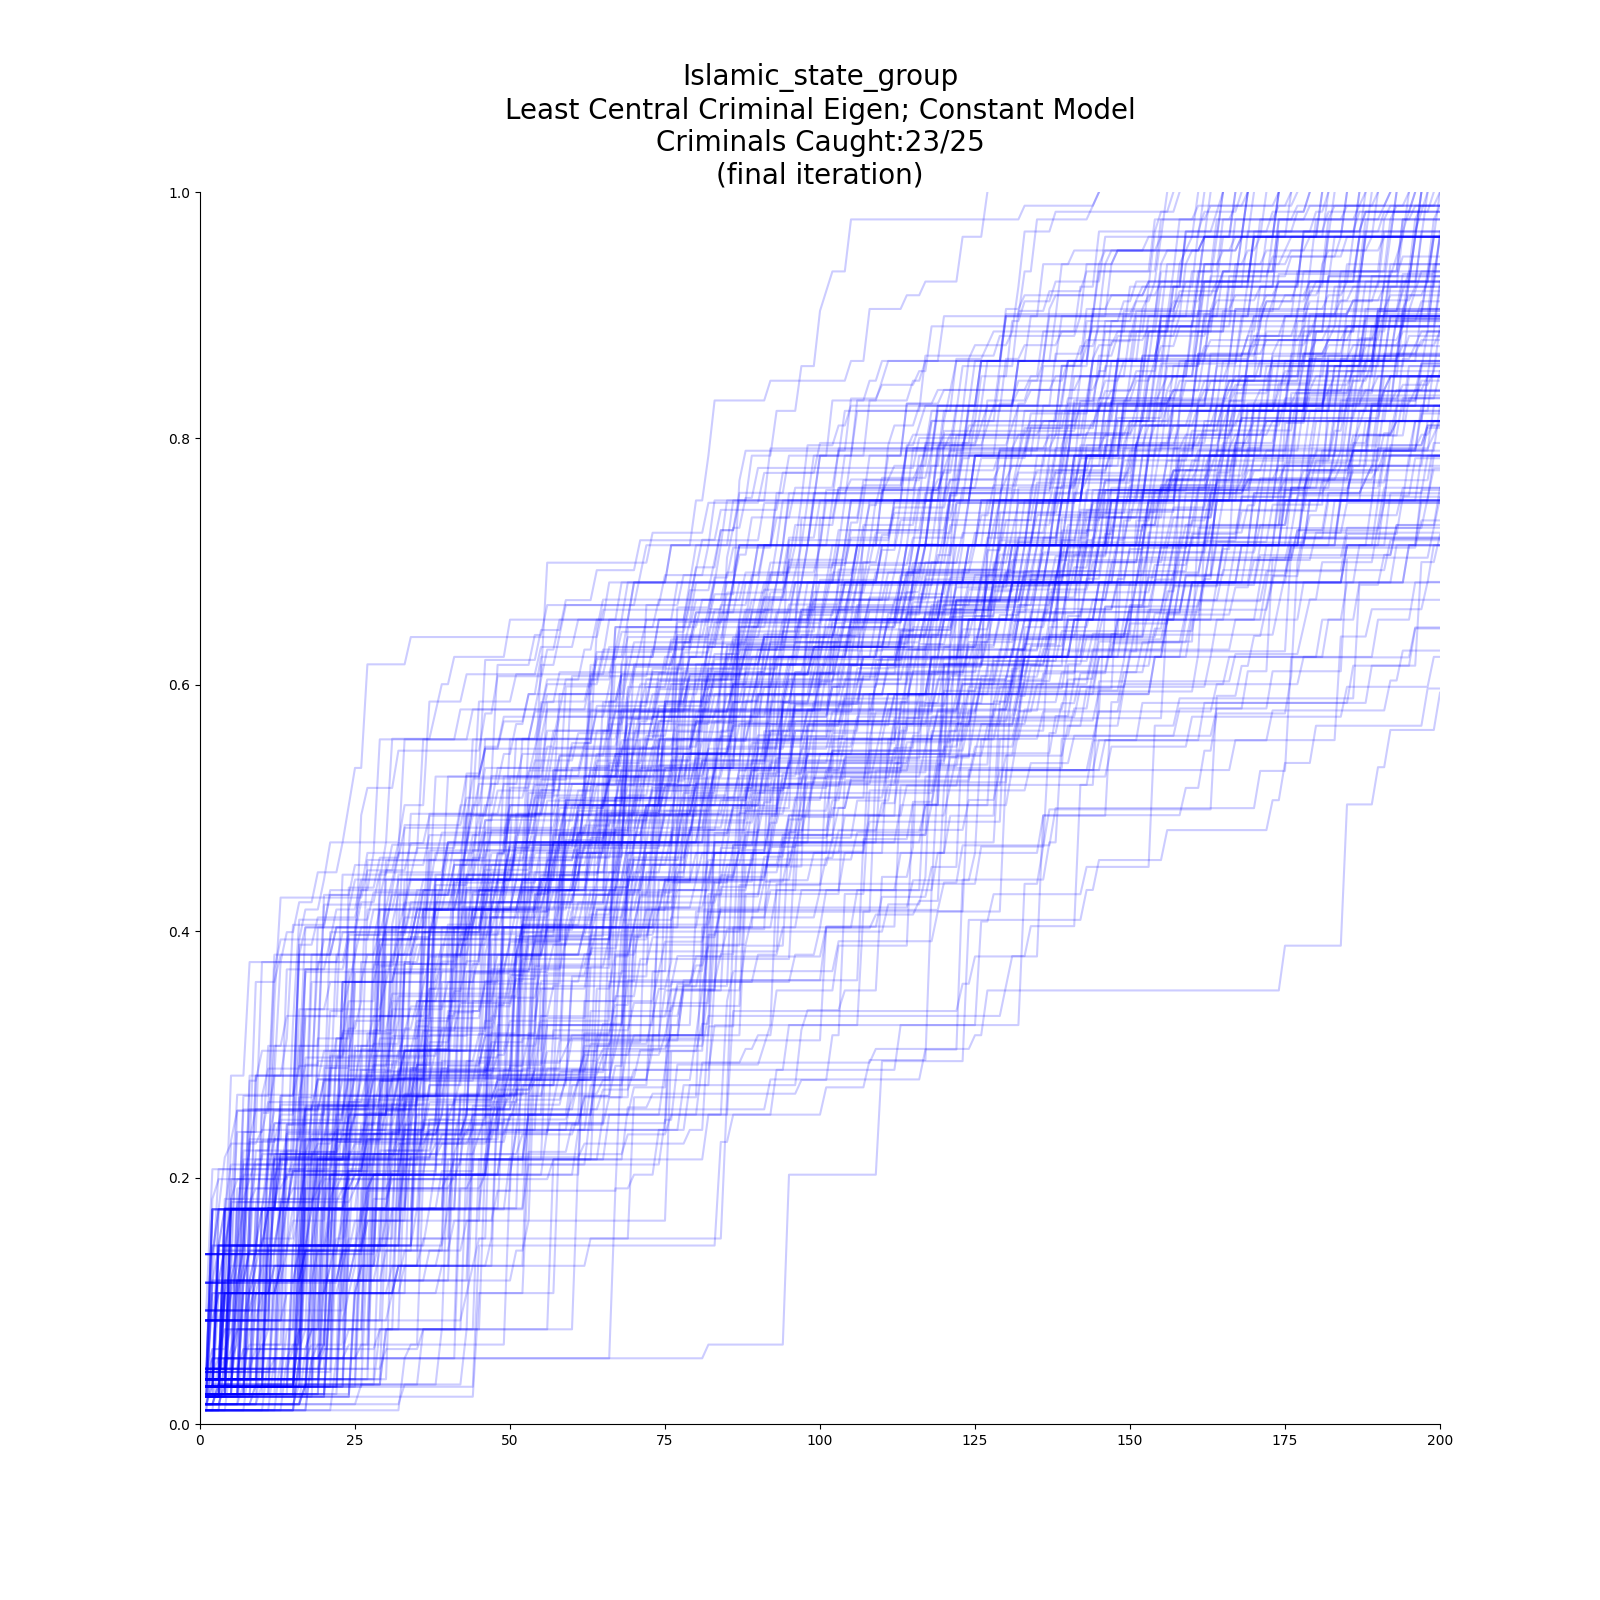 Islamic_state_group
Least Central Criminal Eigen; Constant Model
Criminals Caught:23/25
(final iteration)
1.0
0.8
0.6
0.4
0.2
0.0
0 25 50 75 100 125 150 175 200